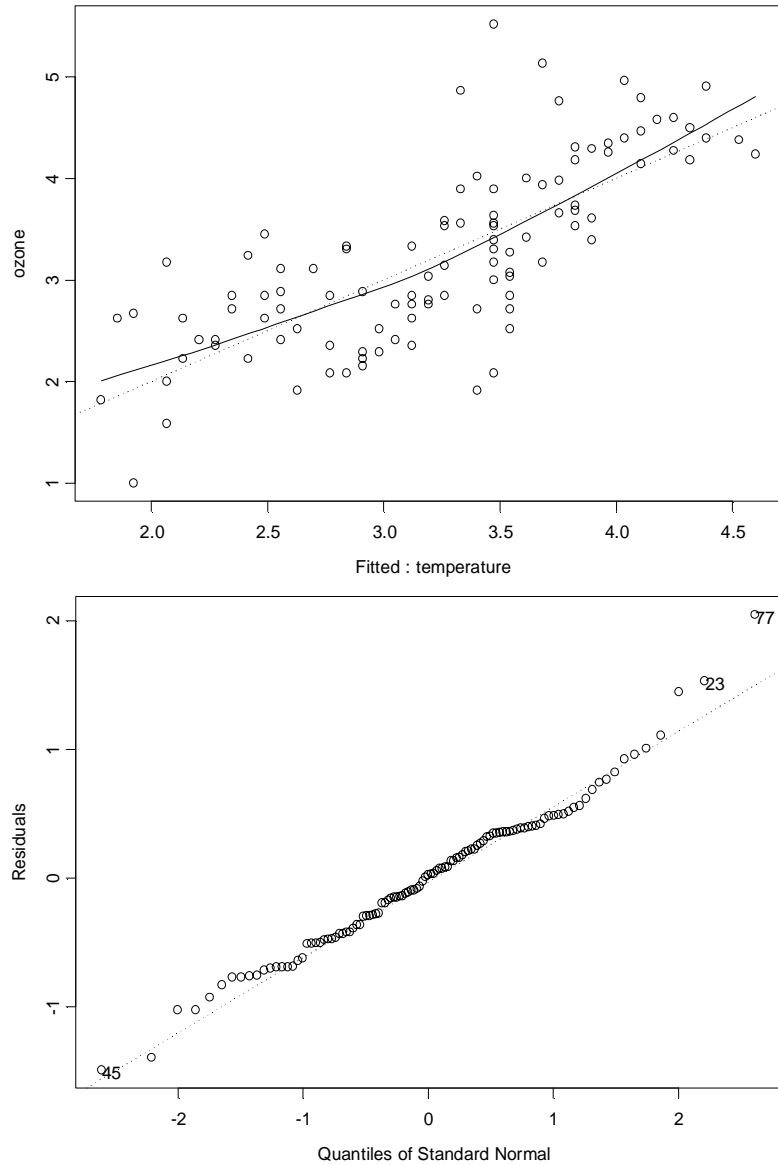 5
4
3
2
1
ozone
2.0 2.5 3.0 3.5 4.0 4.5
Fitted : temperature
2
1
0
-1
Residuals
77
23
45
-2 -1 0 1 2
Quantiles of Standard Normal